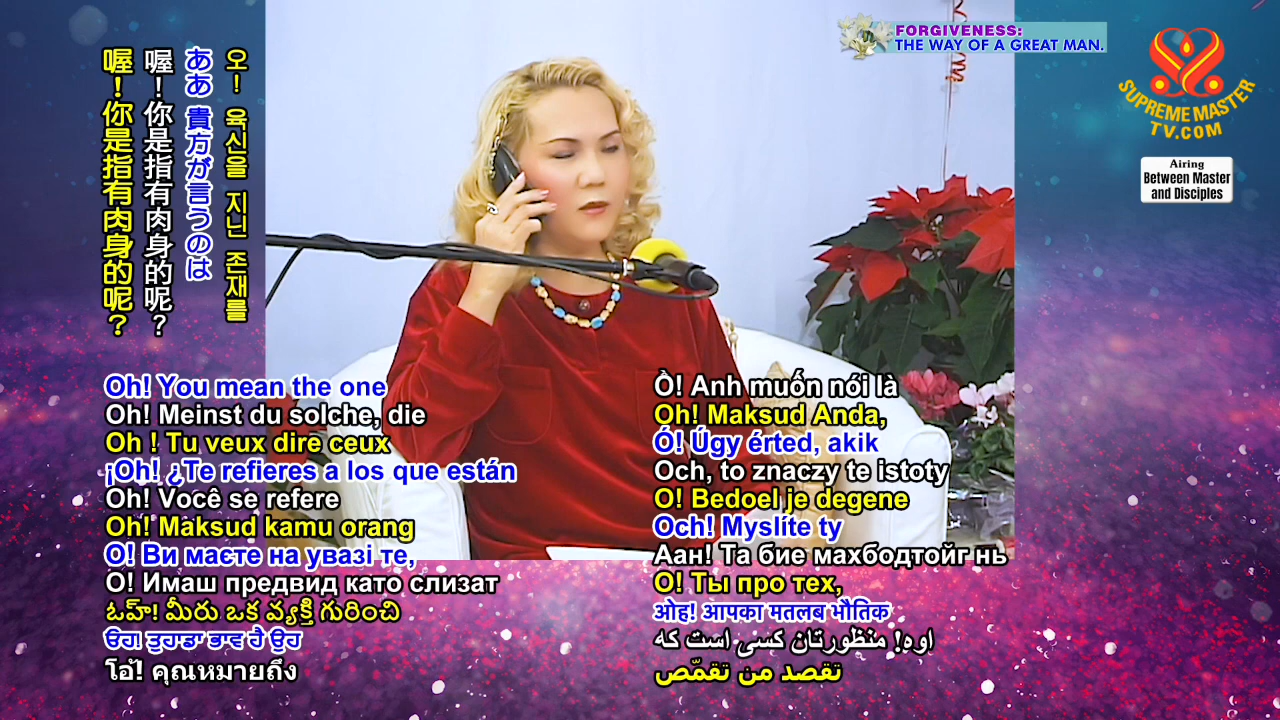 FORGIVENESS:
THE WAY OF A GREAT MAN.
SUPREME MASTER
TV.COM
Airing
Between Master
and Disciples
오! 육신을 지닌 존재를
ああ 貴方が言うのは
喔！你是指有肉身的呢？
喔！你是指有肉身的呢？
Oh! You mean the one
Oh! Meinst du solche, die
Oh ! Tu veux dire ceux
¡Oh! ¿Te refieres a los que están
Oh! Você se refere
Oh! Maksud kamu orang
О! Ви маєте на увазі те,
О! Имаш предвид като слизат
ఓహ్! మీరు ఒక వ్యక్తి గురించి
ਓਹ! ਤੁਹਾਡਾ ਭਾਵ ਹੈ ਉਹ
โอ้! คุณหมายถึง
Ồ! Anh muốn nói là
Oh! Maksud Anda,
Ó! Úgy érted, akik
Och, to znaczy te istoty
O! Bedoel je degene
Och! Myslíte ty
Аан! Та бие махбодтойг нь
О! Ты про тех,
ओह! आपका मतलब भौतिक
اوه! منظورتان کسی است که
تقصد من تقمّص